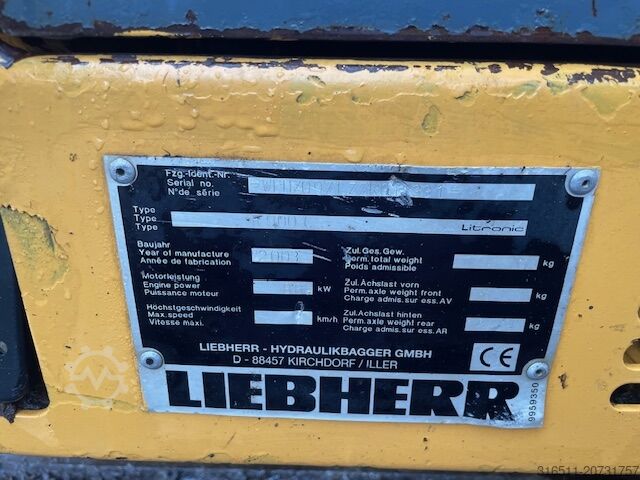 Fzg.-Ident.-Nr.
Serial no.
N°de série
Type
Type
Type
Litronic
Baujahr
Year of manufacture
Année de fabrication
2003
Motorleistung
Engine power
Puissance moteur
kW
Höchstgeschwindigkeit
Max.speed
Vitesse maxi.
km/h
Zul.Ges.Gew.
Perm.total weight
Poids admissible
kg
Zul.Achslast vorn
Perm.axle weight front
Charge admis.sur ess.AV
kg
Zul.Achslast hinten
Perm.axle weight rear
Charge admis.sur ess.AR
kg
LIEBHERR - HYDRAULIKBAGGER GMBH
D - 88457 KIRCHDORF / ILLER
CE
LIEBHERR
9959350
316511-20731757